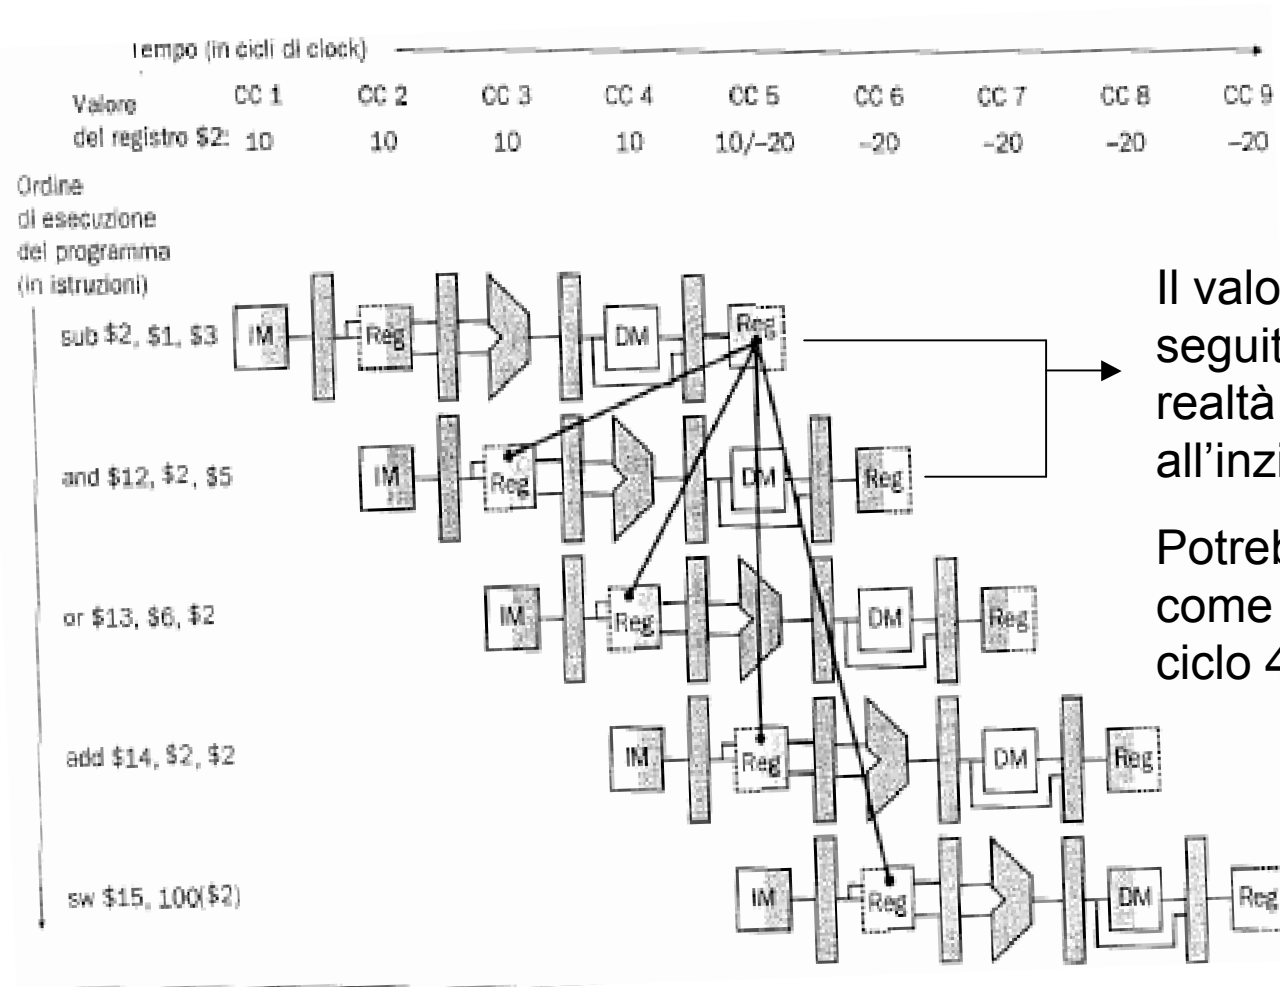 Tempo (in cicli di clock)
CC 1 CC 2 CC 3 CC 4 CC 5 CC 6 CC 7 CC 8 CC 9
Valore
del registro $2: 10 10 10 10 10/–20 –20 –20 –20 –20
Ordine
di esecuzione
del programma
(in istruzioni)
sub $2, $1, $3 IM Reg DM Reg
and $12, $2, $5 IM Reg DM Reg
or $13, $6, $2 IM Reg DM Reg
add $14, $2, $2 IM Reg DM Reg
sw $15, 100($2) IM Reg DM Reg
Il valo
seguit
realtà
all'inzi
Potreb
come
ciclo 4